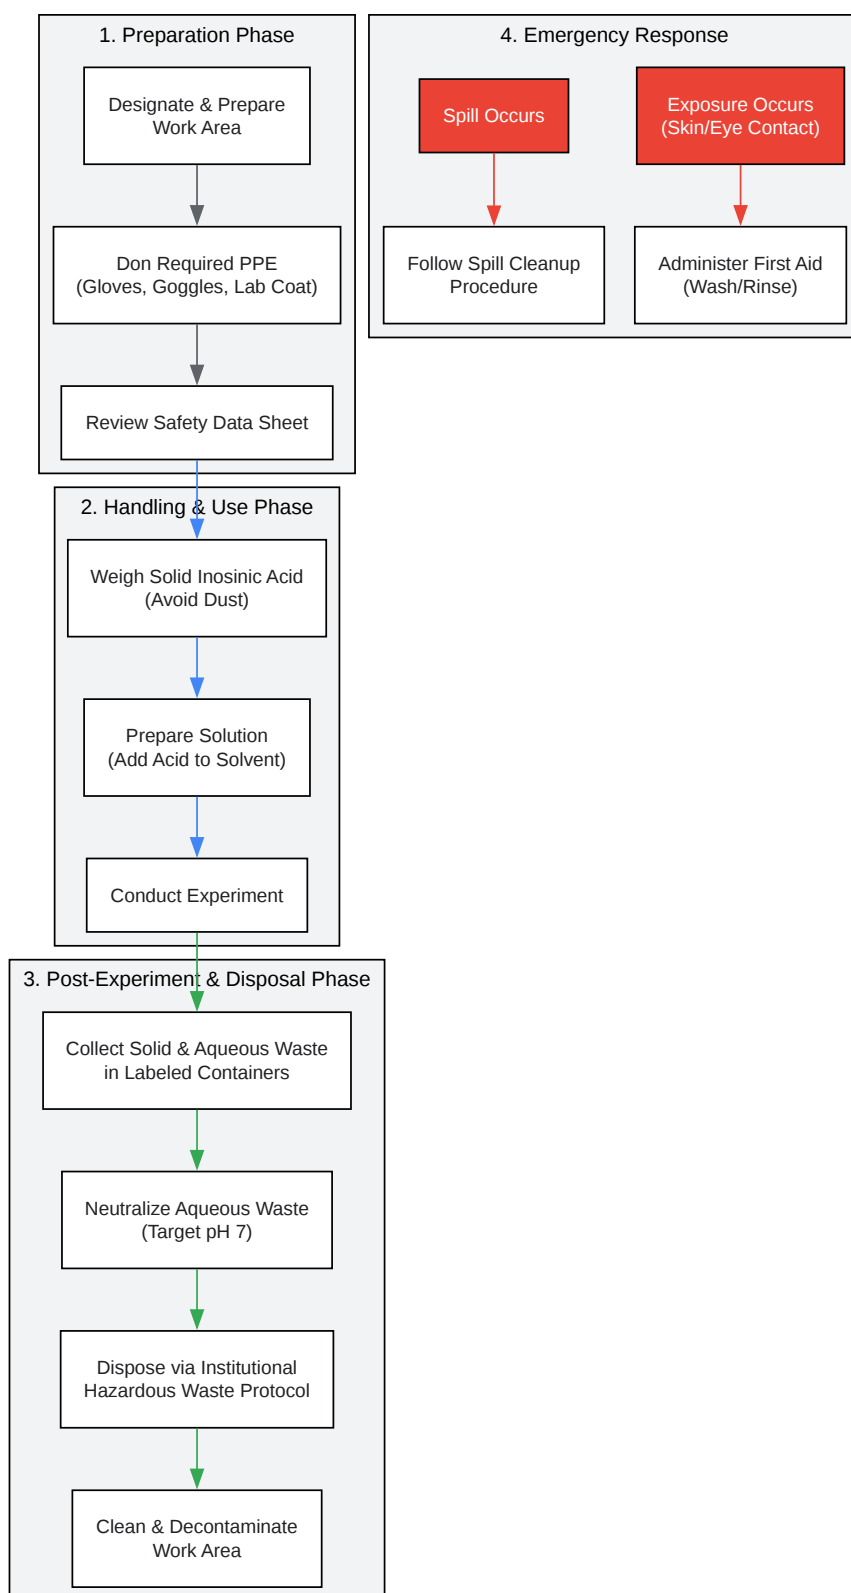 1. Preparation Phase
Designate & Prepare
Work Area
Don Required PPE
(Gloves, Goggles, Lab Coat)
Review Safety Data Sheet
2. Handling & Use Phase
Weigh Solid Inosinic Acid
(Avoid Dust)
Prepare Solution
(Add Acid to Solvent)
Conduct Experiment
3. Post-Experiment & Disposal Phase
Collect Solid & Aqueous Waste
in Labeled Containers
Neutralize Aqueous Waste
(Target pH 7)
Dispose via Institutional
Hazardous Waste Protocol
Clean & Decontaminate
Work Area
4. Emergency Response
Spill Occurs
Follow Spill Cleanup
Procedure
Exposure Occurs
(Skin/Eye Contact)
Administer First Aid
(Wash/Rinse)